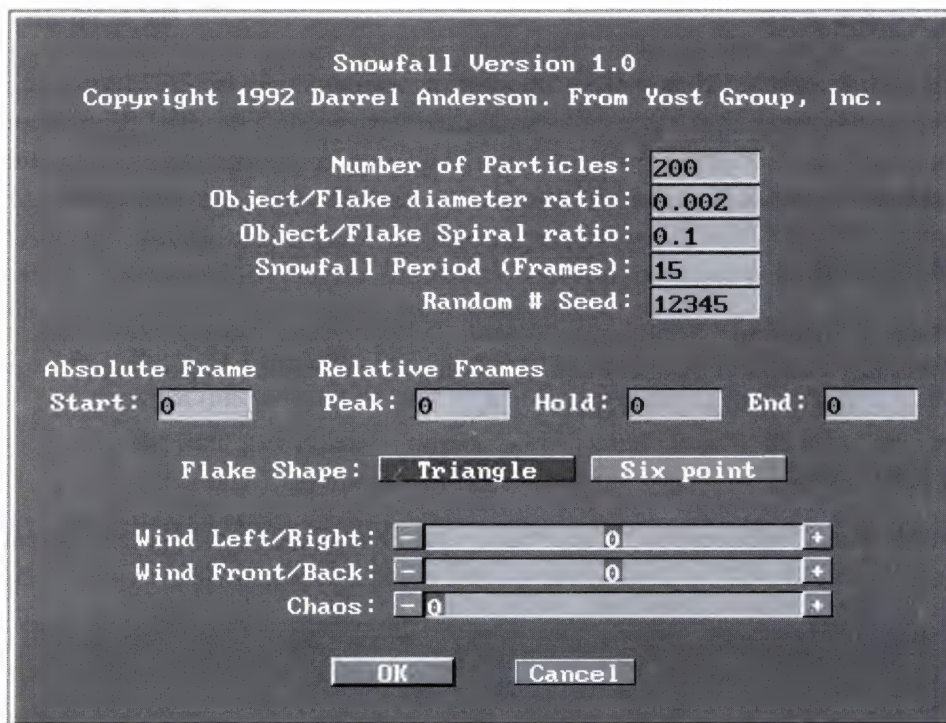 Snowfall Version 1.0
Copyright 1992 Darrel Anderson. From Yost Group, Inc.
Number of Particles: 200
Object/Flake diameter ratio: 0.002
Object/Flake Spiral ratio: 0.1
Snowfall Period (Frames): 15
Random # Seed: 12345
Absolute Frame Relative Frames
Start: 0 Peak: 0 Hold: 0 End: 0
Flake Shape: Triangle Six point
Wind Left/Right: - 0 +
Wind Front/Back: - 0 +
Chaos: - 0 +
OK Cancel